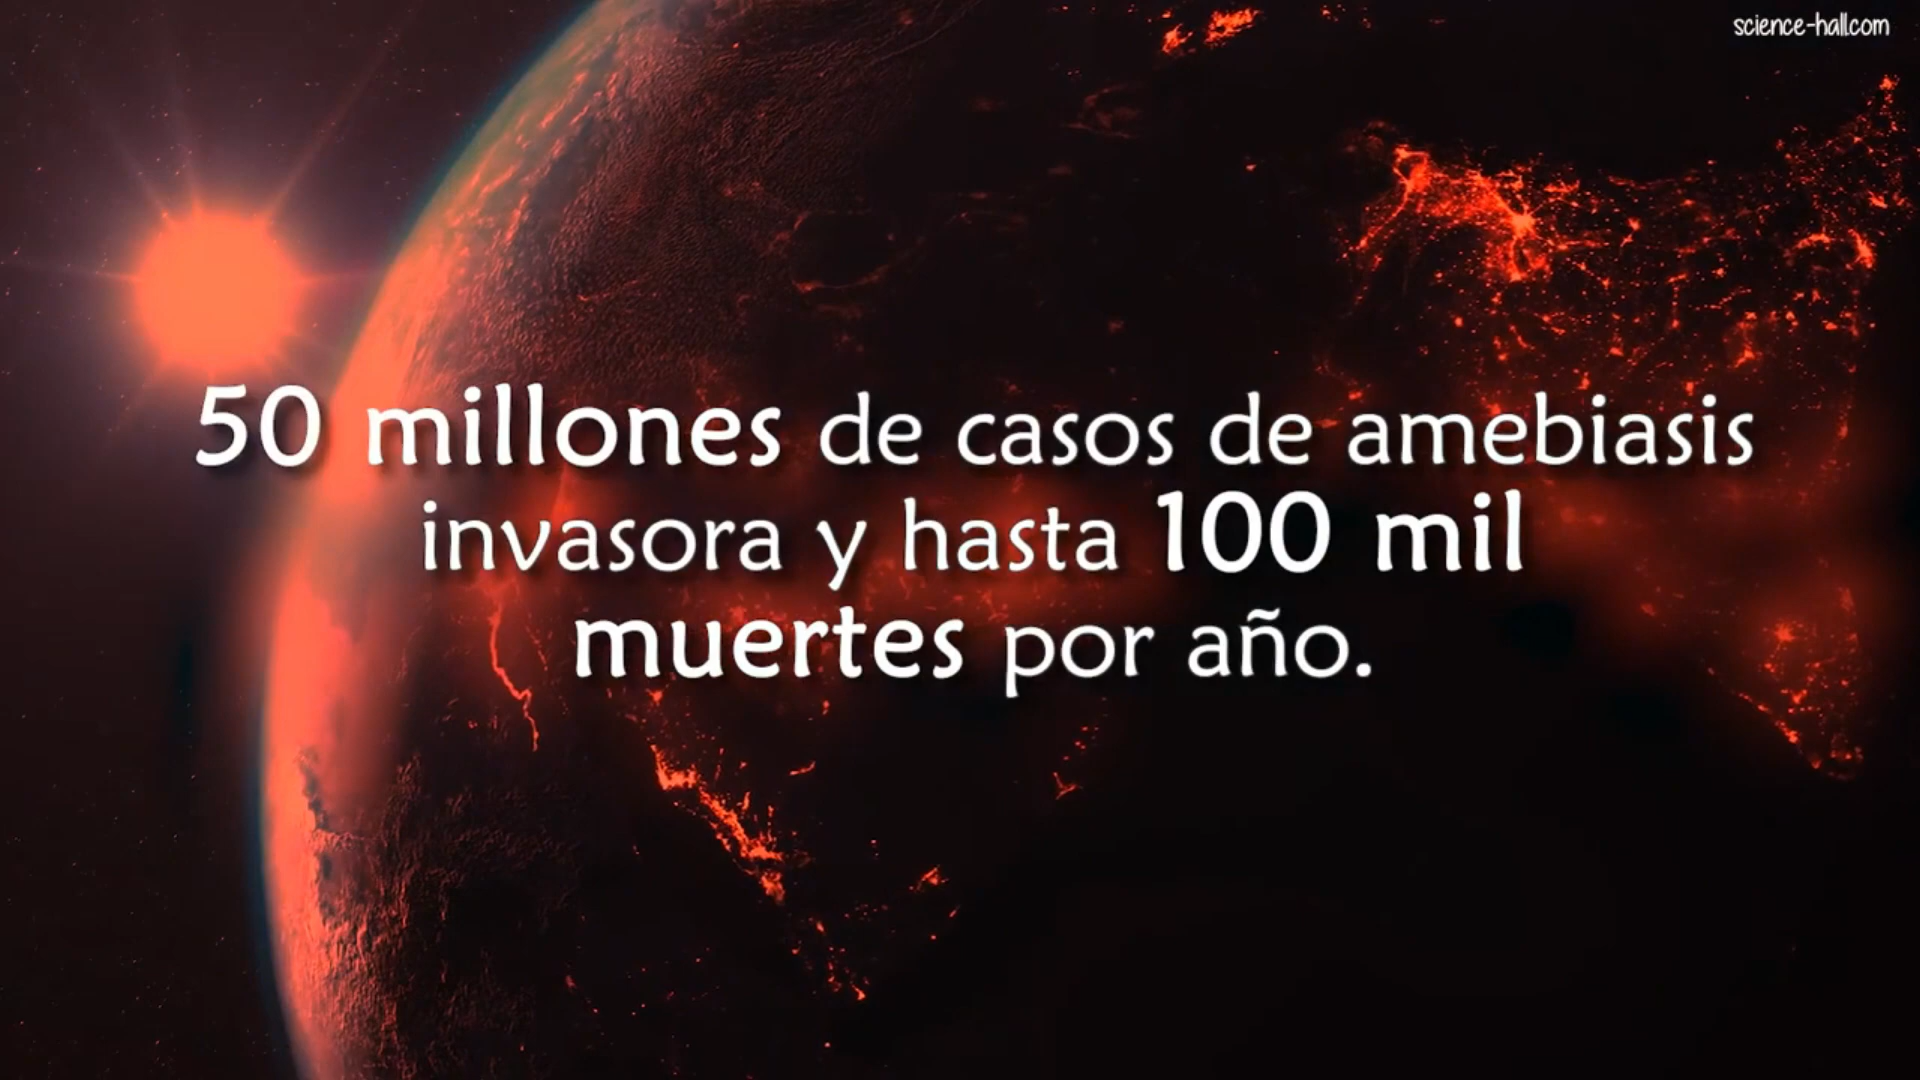 science-hall.com
50 millones de casos de amebiasis
invasora y hasta 100 mil
muertes por año.